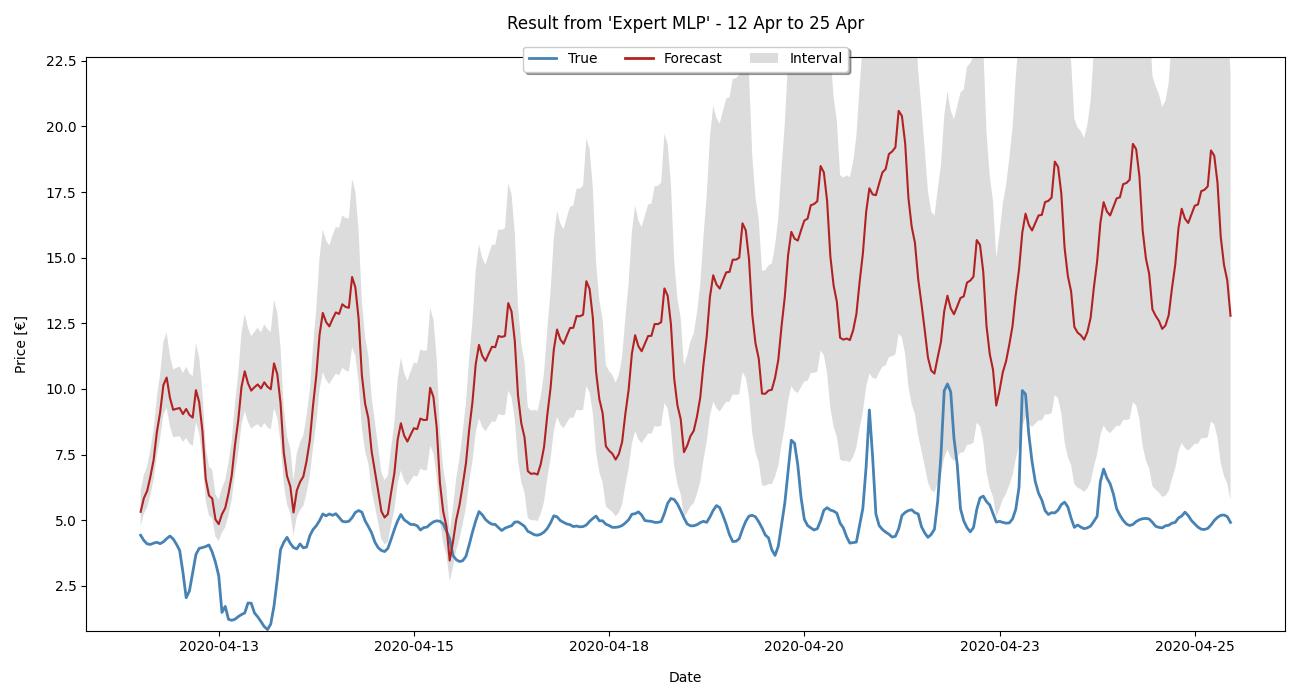 Result from 'Expert MLP' - 12 Apr to 25 Apr
True Forecast Interval
22.5
20.0
17.5
15.0
12.5
10.0
7.5
5.0
2.5
Price [€]
2020-04-13 2020-04-15 2020-04-18 2020-04-20 2020-04-23 2020-04-25
Date